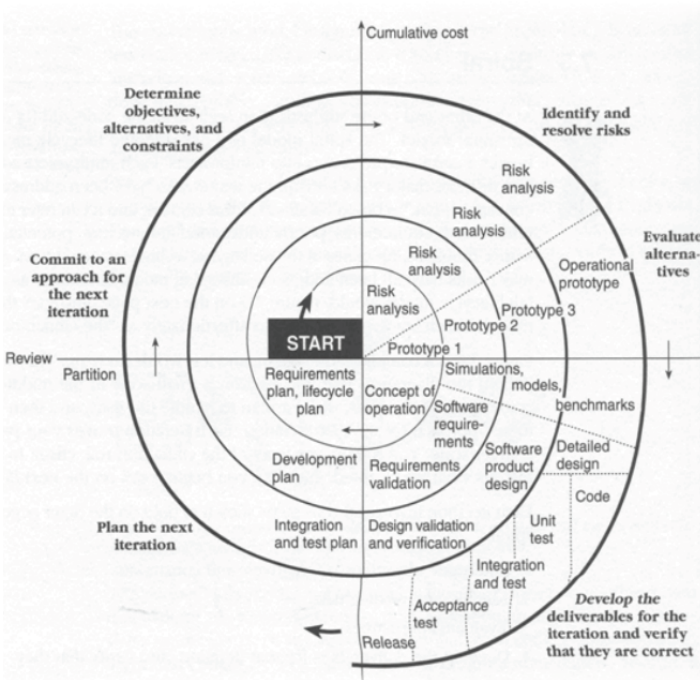 Cumulative cost
Determine
objectives,
alternatives, and
constraints
Identify and
resolve risks
Risk
analysis
Risk
analysis
Risk
analysis
Risk
analysis
Evaluate
alterna-
tives
Operational
prototype
Commit to an
approach for
the next
iteration
Prototype 3
Prototype 2
Prototype 1
START
Review
Partition
Requirements
plan, lifecycle
plan
Concept of
operation
Simulations, models,
benchmarks
Software
require-
ments
Software
product
design
Detailed
design
Development
plan
Requirements
validation
Code
Plan the next
iteration
Integration
and test plan
Design validation
and verification
Unit
test
Integration
and test
Acceptance
test
Release
Develop the
deliverables for the
iteration and verify
that they are correct